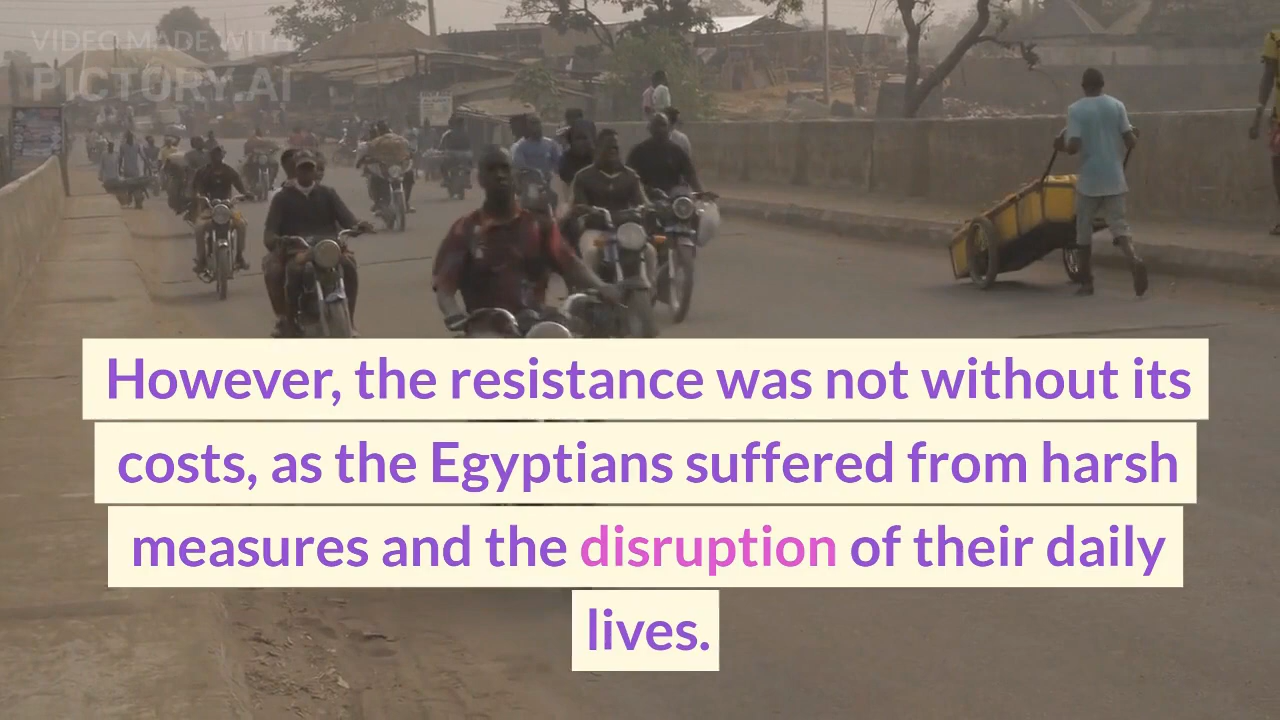 VIDEO MADE WITH
PICTORY.AI
However, the resistance was not without its
costs, as the Egyptians suffered from harsh
measures and the disruption of their daily
lives.